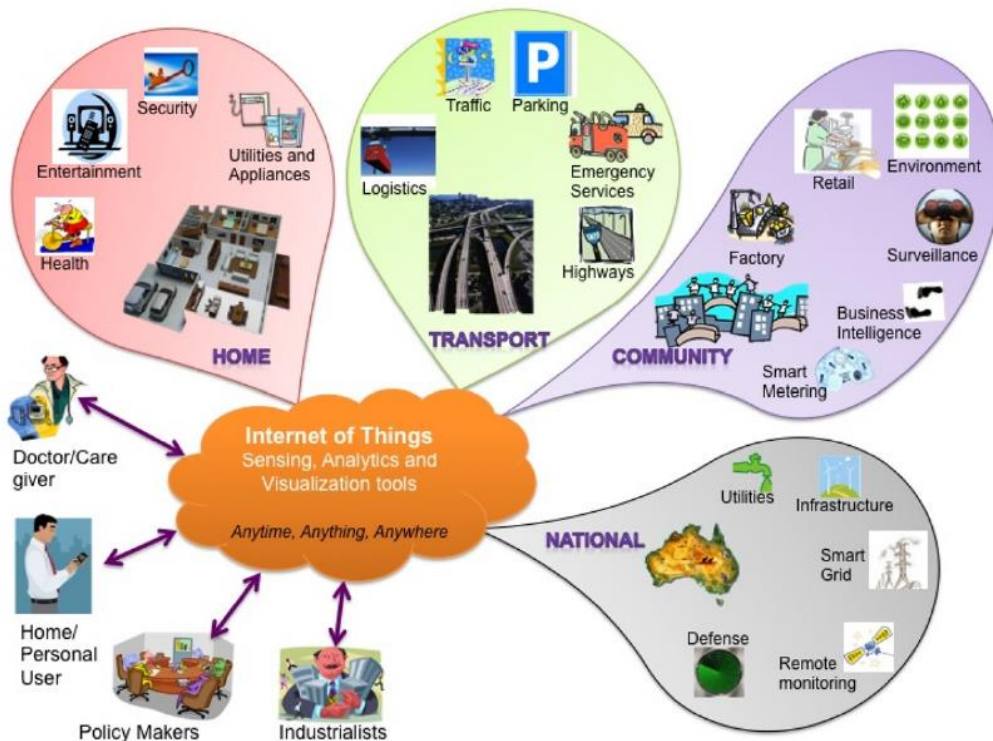 Security
Entertainment
Utilities and
Appliances
Health
HOME
Traffic
Parking
P
Logistics
Emergency
Services
Highways
TRANSPORT
Retail
Environment
Factory
Surveillance
Business
Intelligence
COMMUNITY
Smart
Metering
Doctor/Care
giver
Internet of Things
Sensing, Analytics and
Visualization tools
Anytime, Anything, Anywhere
Home/
Personal
User
Policy Makers
Industrialists
NATIONAL
Utilities
Infrastructure
Smart
Grid
Defense
Remote
monitoring